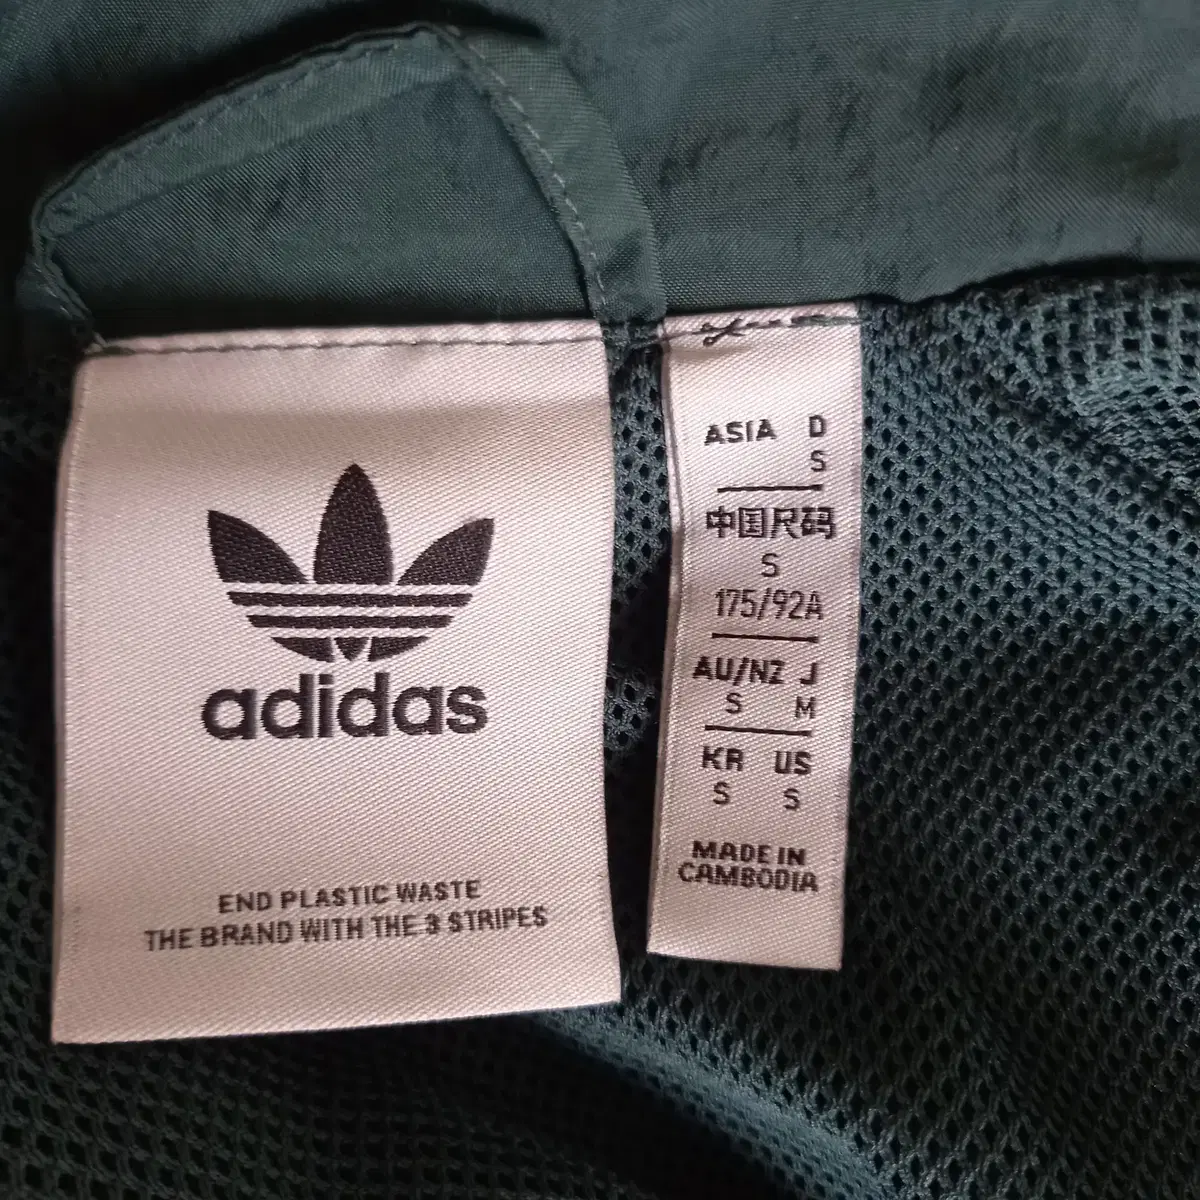 adidas
END PLASTIC WASTE
THE BRAND WITH THE 3 STRIPES
ASIA D
S
中国尺码
S
175/92A
AU/NZ J
S M
KR US
S S
MADE IN
CAMBODIA